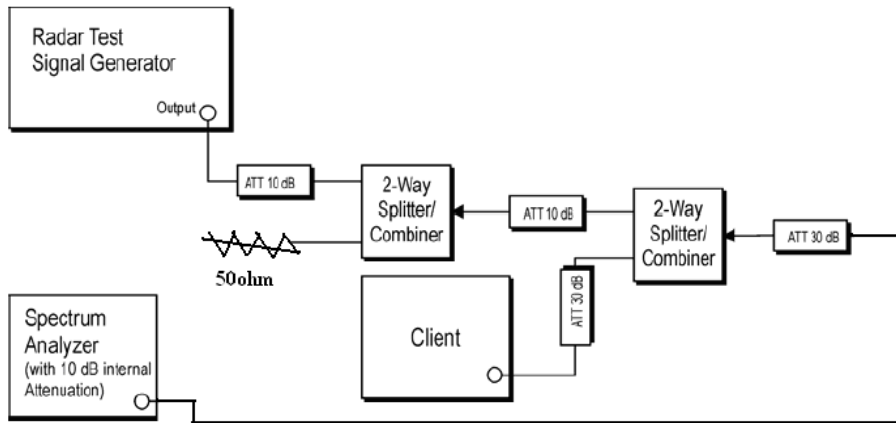 Radar Test
Signal Generator
Output
ATT 10 dB
2-Way
Splitter/
Combiner
ATT 10 dB
2-Way
Splitter/
Combiner
ATT 30 dB
50ohm
ATT 30 dB
Spectrum
Analyzer
(with 10 dB internal
Attenuation)
Client